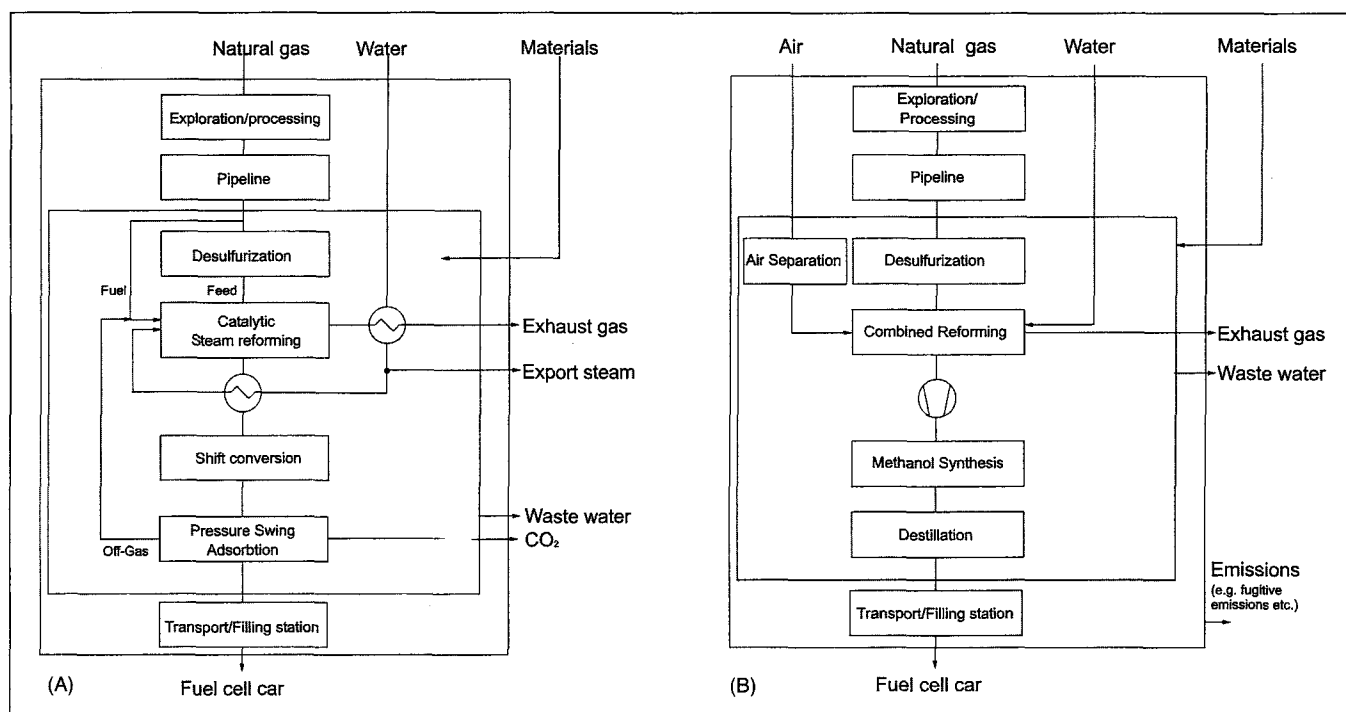 Natural gas
Water
Materials
Exploration/processing
Pipeline
Desulfurization
Fuel
Feed
Catalytic
Steam reforming
Exhaust gas
Export steam
Shift conversion
Waste water
Pressure Swing
Adsorbtion
CO₂
Off-Gas
Transport/Filling station
(A)
Fuel cell car
Air
Natural gas
Water
Materials
Exploration/
Processing
Pipeline
Air Separation
Desulfurization
Combined Reforming
Exhaust gas
Waste water
Methanol Synthesis
Destillation
Emissions
(e.g. fugitive
emissions etc.)
Transport/Filling station
(B)
Fuel cell car